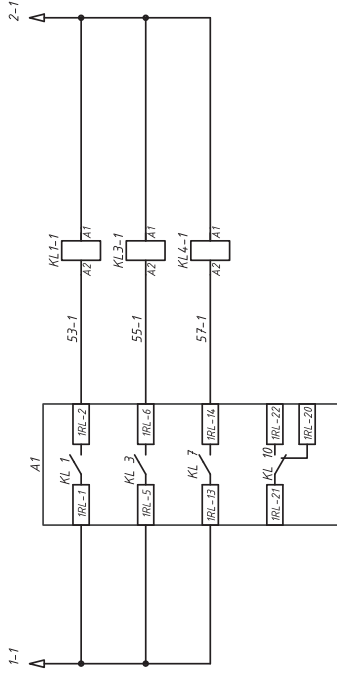 2-1
KL1-1
A2 A1
KL3-1
A2 A1
KL4-1
A2 A1
53-1
55-1
57-1
A1
1RL-1 KL 1 1RL-2
1RL-5 KL 3 1RL-6
1RL-13 KL 7 1RL-14
1RL-21 KL 10 1RL-22
1RL-20
1-1